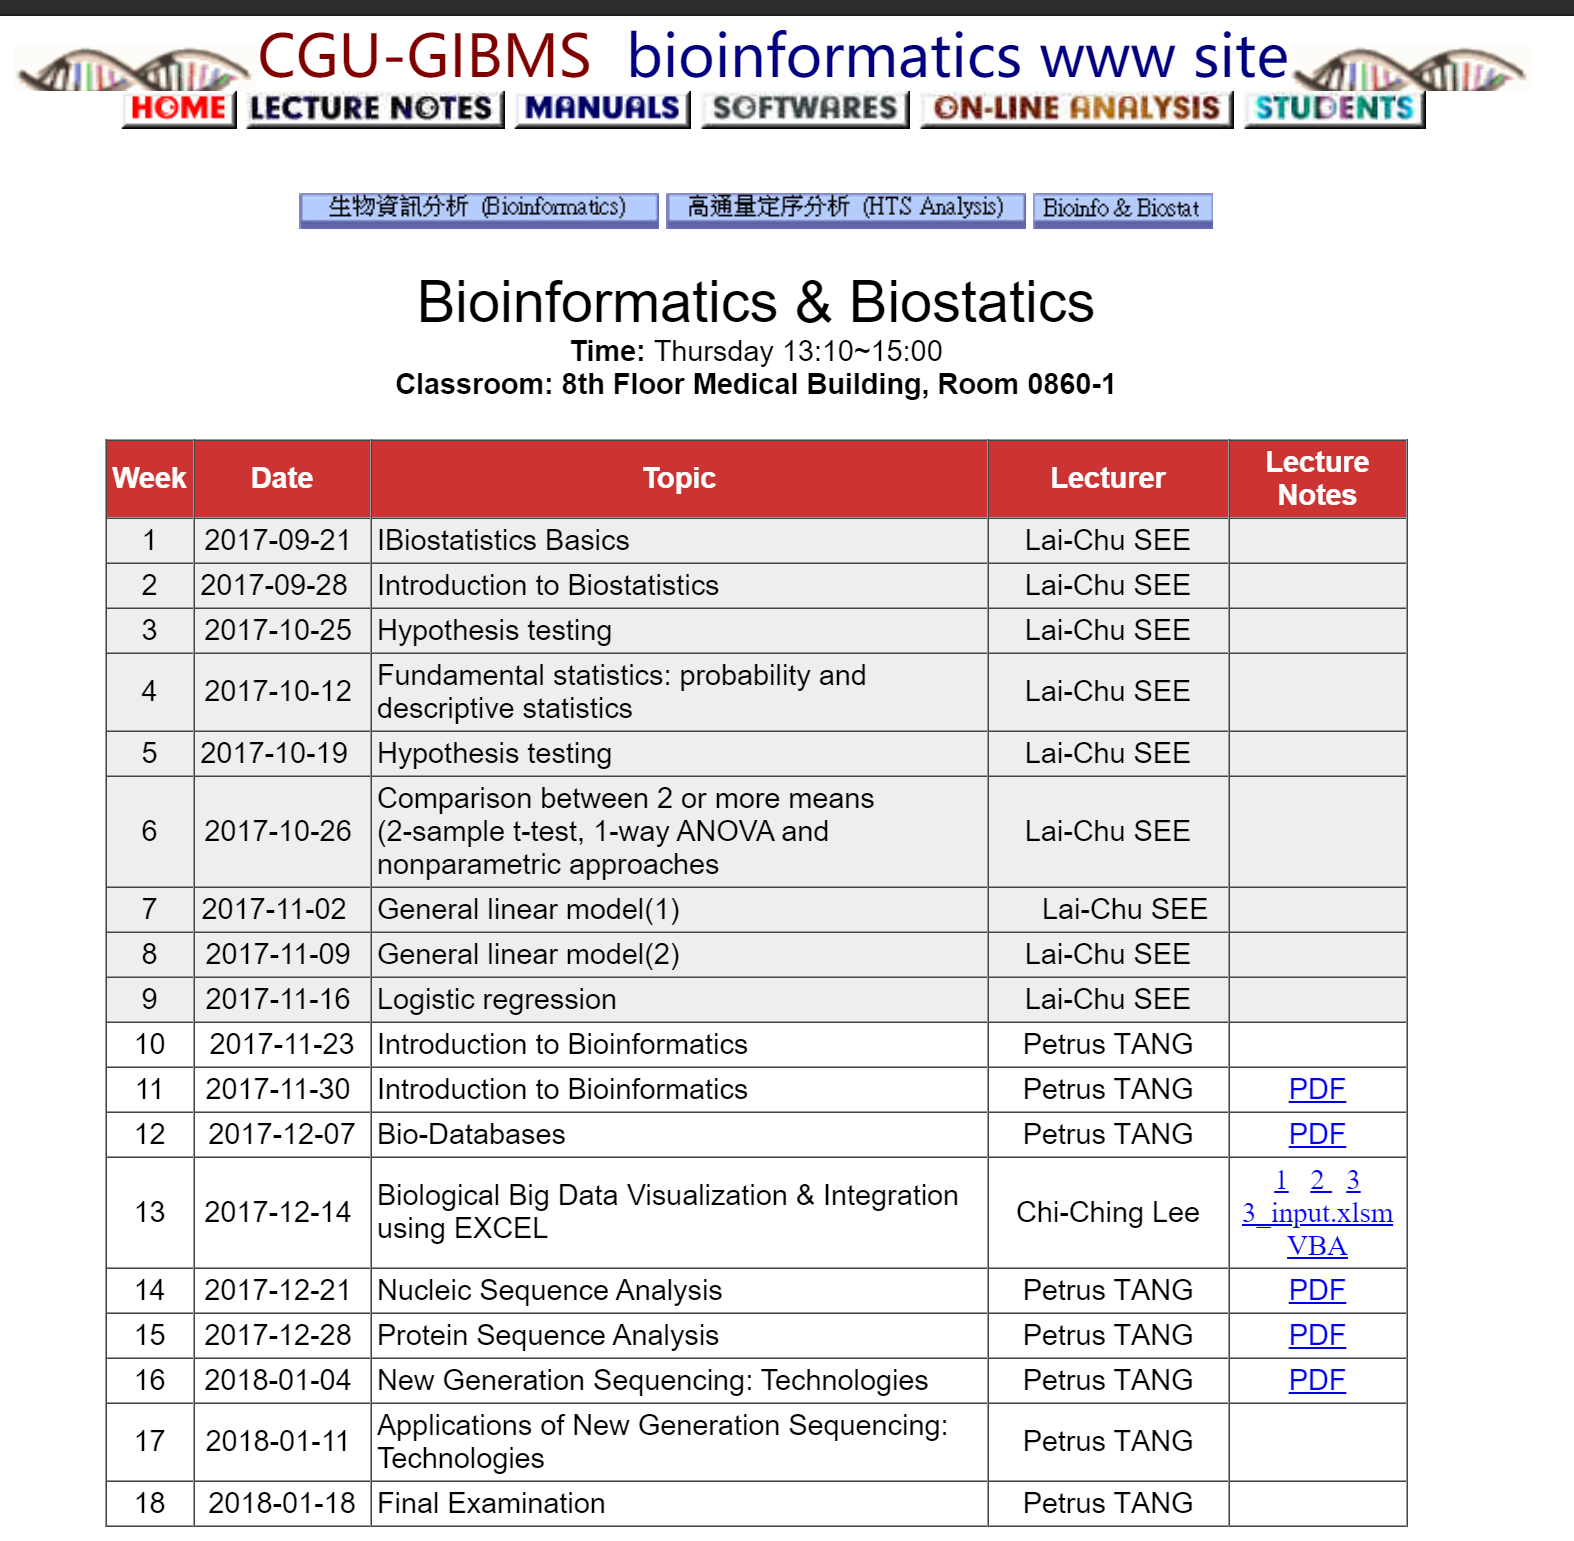 CGU-GIBMS bioinformatics www site
HOME LECTURE NOTES MANUALS SOFTWARES ON-LINE ANALYSIS STUDENTS
生物資訊分析 (Bioinformatics) 高通量定序分析 (HTS Analysis) Bioinfo & Biostat
Bioinformatics & Biostatics
Time: Thursday 13:10~15:00
Classroom: 8th Floor Medical Building, Room 0860-1
Week Date Topic Lecturer Lecture Notes
1 2017-09-21 IBiostatistics Basics Lai-Chu SEE
2 2017-09-28 Introduction to Biostatistics Lai-Chu SEE
3 2017-10-25 Hypothesis testing Lai-Chu SEE
4 2017-10-12 Fundamental statistics: probability and descriptive statistics Lai-Chu SEE
5 2017-10-19 Hypothesis testing Lai-Chu SEE
6 2017-10-26 Comparison between 2 or more means (2-sample t-test, 1-way ANOVA and nonparametric approaches Lai-Chu SEE
7 2017-11-02 General linear model(1) Lai-Chu SEE
8 2017-11-09 General linear model(2) Lai-Chu SEE
9 2017-11-16 Logistic regression Lai-Chu SEE
10 2017-11-23 Introduction to Bioinformatics Petrus TANG
11 2017-11-30 Introduction to Bioinformatics Petrus TANG PDF
12 2017-12-07 Bio-Databases Petrus TANG PDF
13 2017-12-14 Biological Big Data Visualization & Integration using EXCEL Chi-Ching Lee 1 2 3 3_input.xlsm VBA
14 2017-12-21 Nucleic Sequence Analysis Petrus TANG PDF
15 2017-12-28 Protein Sequence Analysis Petrus TANG PDF
16 2018-01-04 New Generation Sequencing: Technologies Petrus TANG PDF
17 2018-01-11 Applications of New Generation Sequencing: Technologies Petrus TANG
18 2018-01-18 Final Examination Petrus TANG